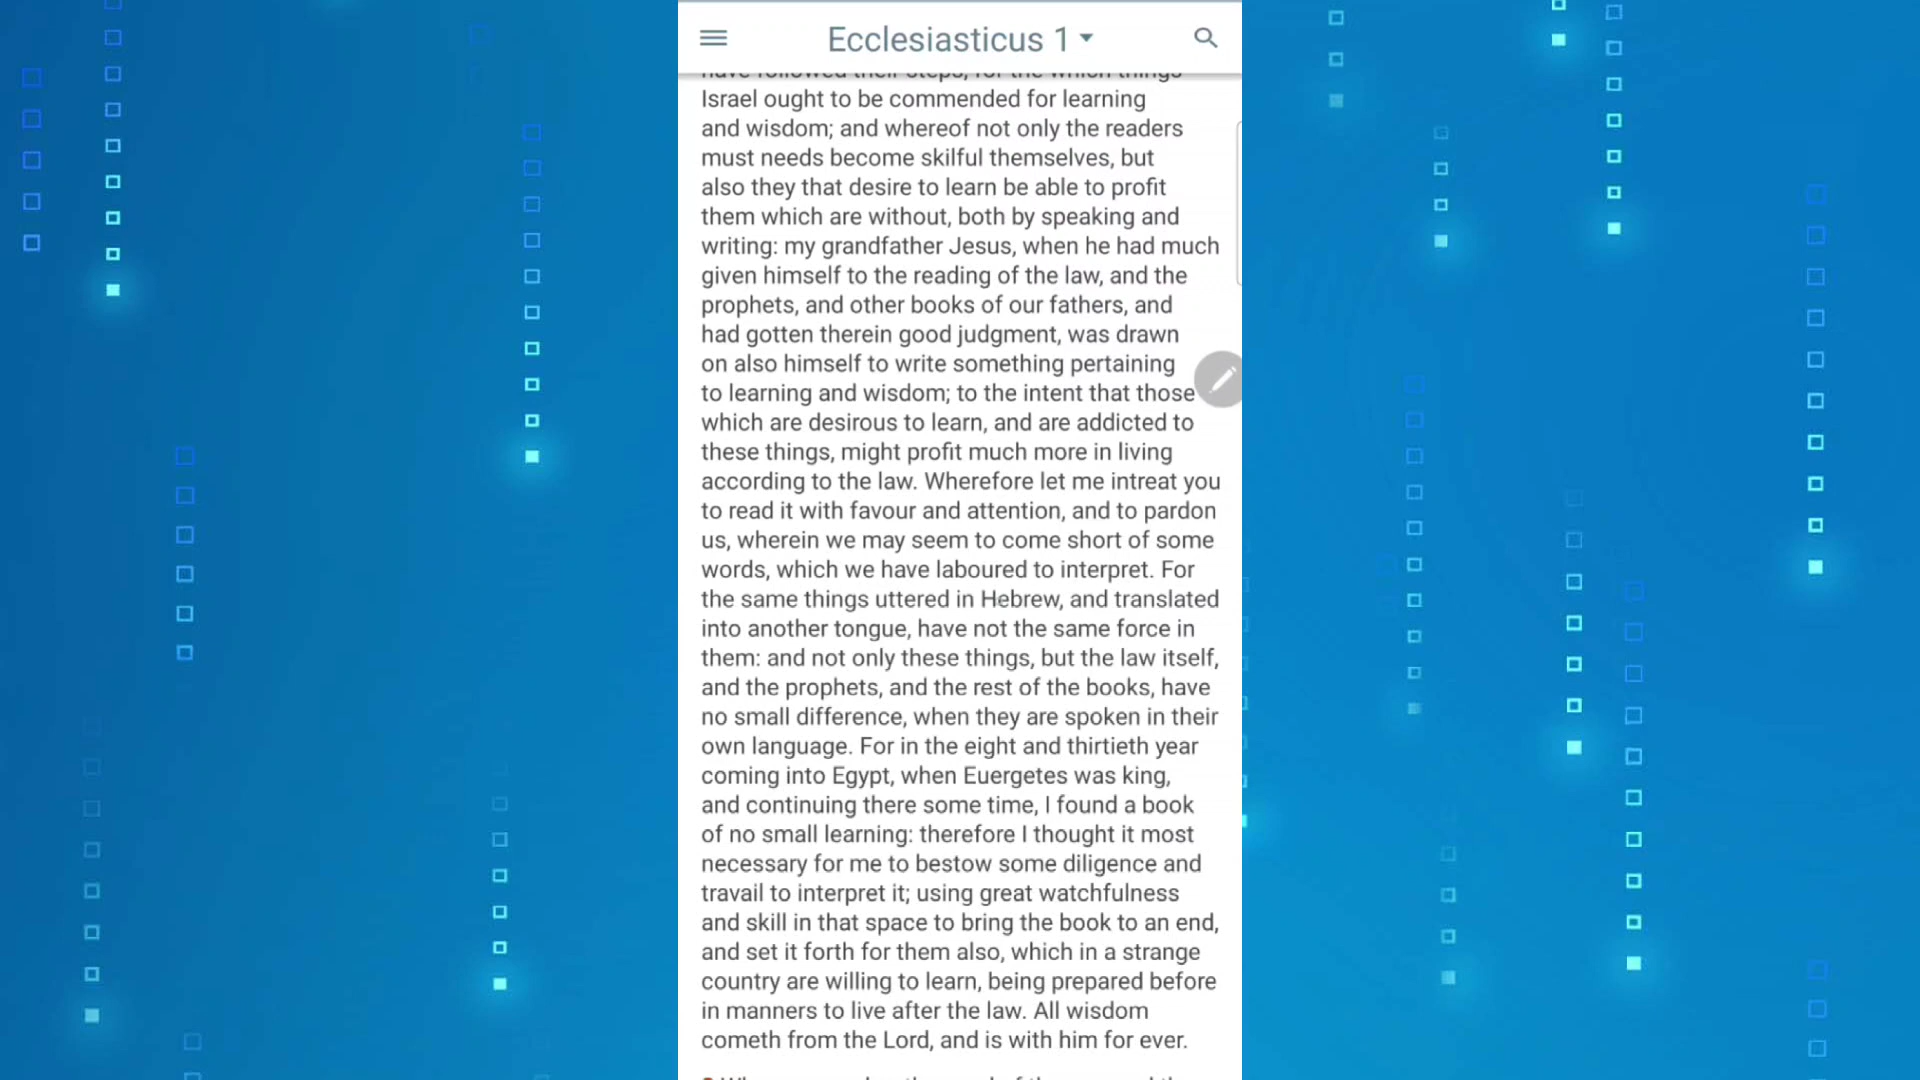 Ecclesiasticus 1
have followed their steps; for the which things
Israel ought to be commended for learning
and wisdom; and whereof not only the readers
must needs become skilful themselves, but
also they that desire to learn be able to profit
them which are without, both by speaking and
writing: my grandfather Jesus, when he had much
given himself to the reading of the law, and the
prophets, and other books of our fathers, and
had gotten therein good judgment, was drawn
on also himself to write something pertaining
to learning and wisdom; to the intent that those
which are desirous to learn, and are addicted to
these things, might profit much more in living
according to the law. Wherefore let me intreat you
to read it with favour and attention, and to pardon
us, wherein we may seem to come short of some
words, which we have laboured to interpret. For
the same things uttered in Hebrew, and translated
into another tongue, have not the same force in
them: and not only these things, but the law itself,
and the prophets, and the rest of the books, have
no small difference, when they are spoken in their
own language. For in the eight and thirtieth year
coming into Egypt, when Euergetes was king,
and continuing there some time, I found a book
of no small learning: therefore I thought it most
necessary for me to bestow some diligence and
travail to interpret it; using great watchfulness
and skill in that space to bring the book to an end,
and set it forth for them also, which in a strange
country are willing to learn, being prepared before
in manners to live after the law. All wisdom
cometh from the Lord, and is with him for ever.